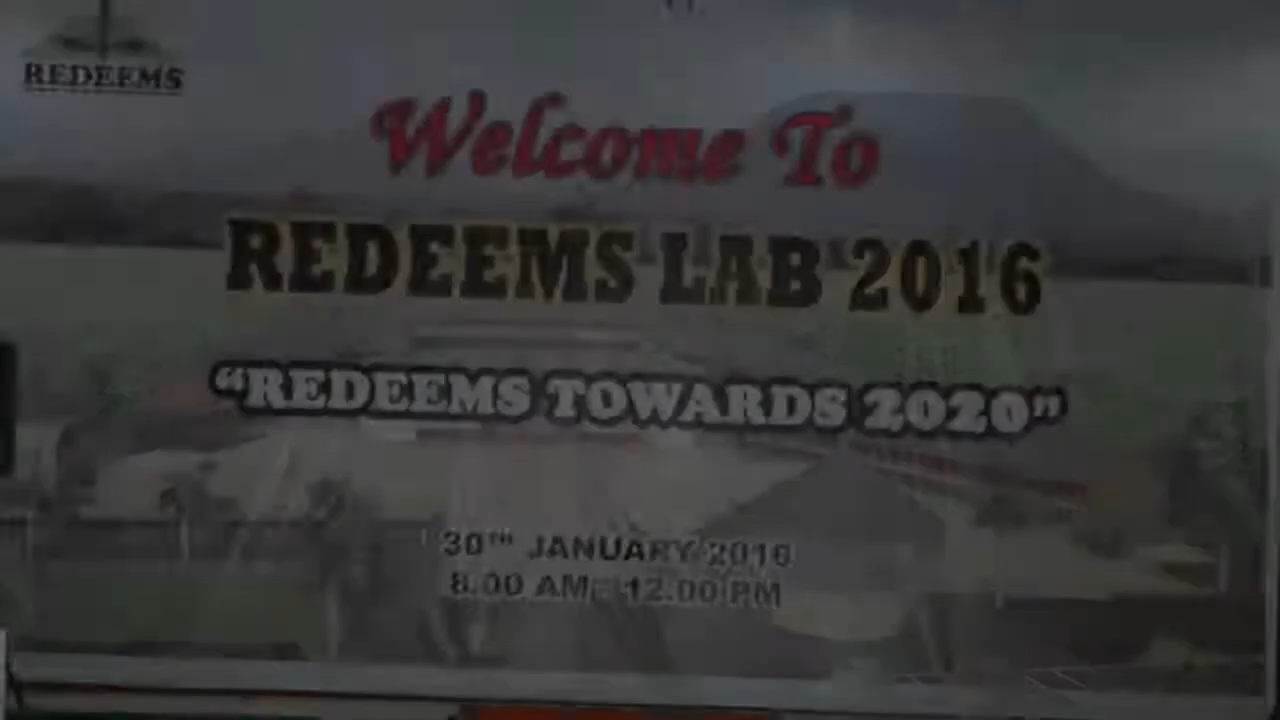 REDEEMS
Welcome To
REDEEMS LAB 2016
“REDEEMS TOWARDS 2020”
30TH JANUARY 2016
8.00 AM - 12.00 PM